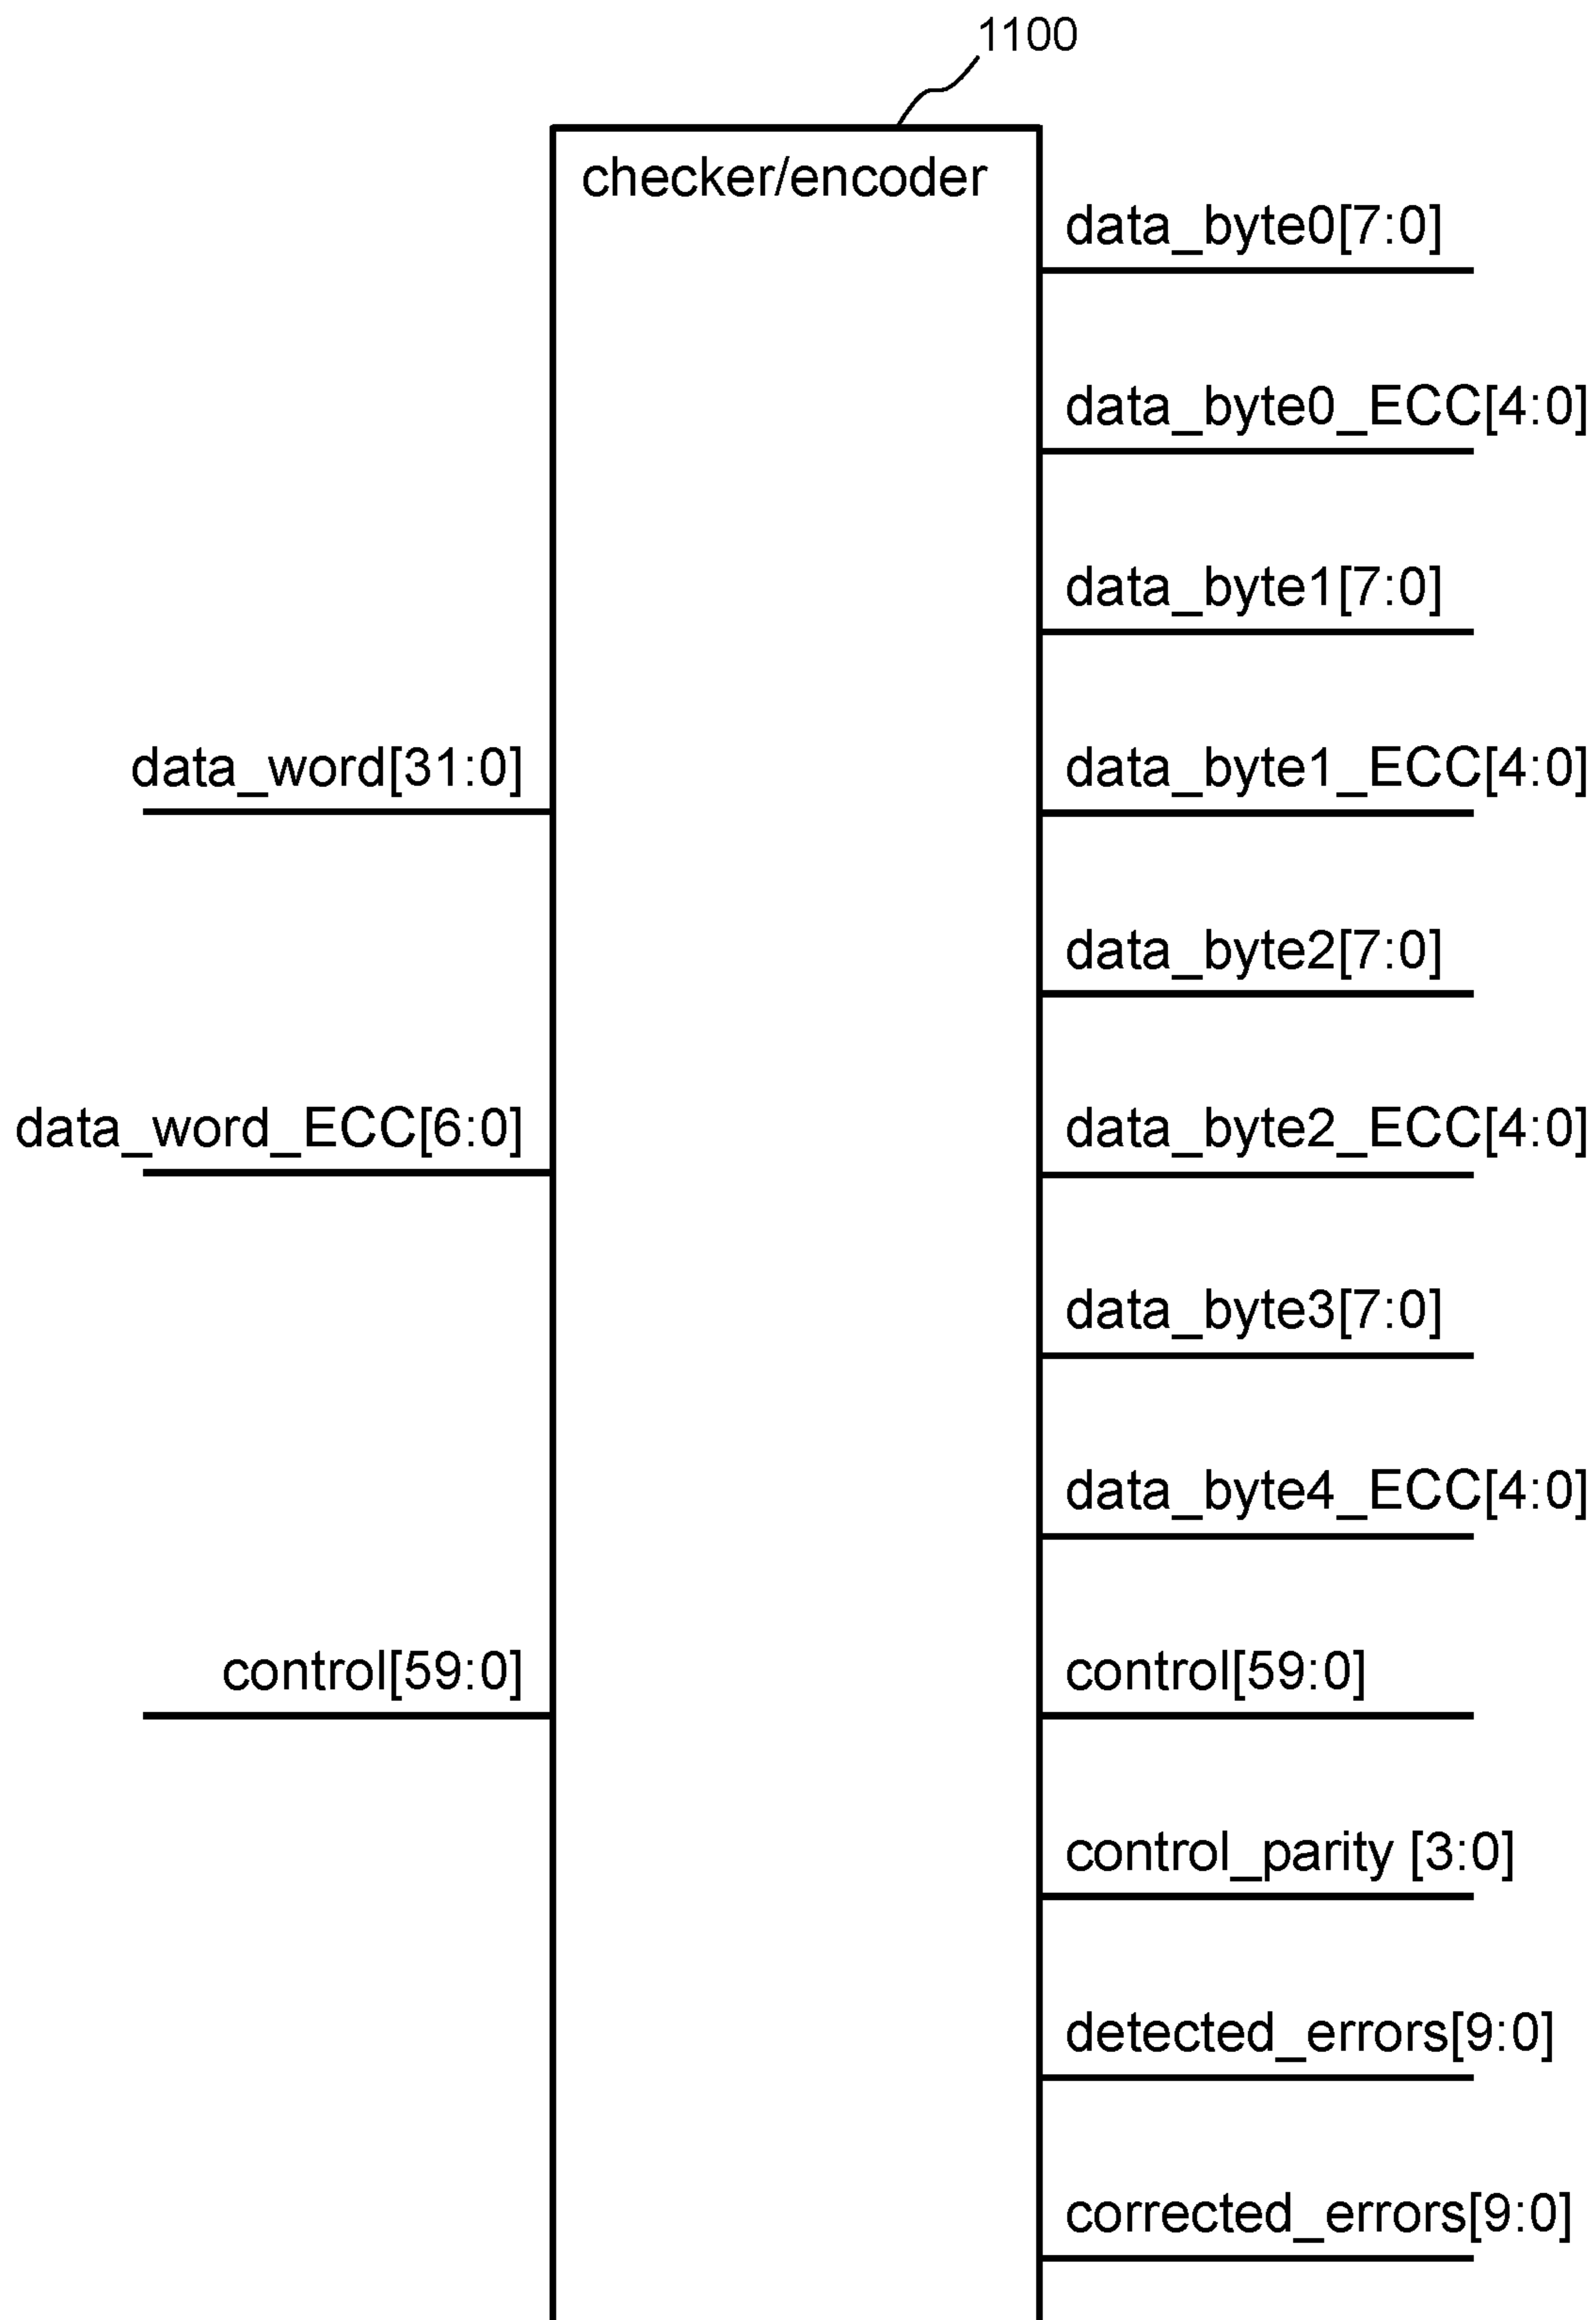 1100
checker/encoder
data_byte0[7:0]
data_byte0_ECC[4:0]
data_byte1[7:0]
data_word[31:0]
data_byte1_ECC[4:0]
data_byte2[7:0]
data_word_ECC[6:0]
data_byte2_ECC[4:0]
data_byte3[7:0]
data_byte4_ECC[4:0]
control[59:0]
control[59:0]
control_parity [3:0]
detected_errors[9:0]
corrected_errors[9:0]